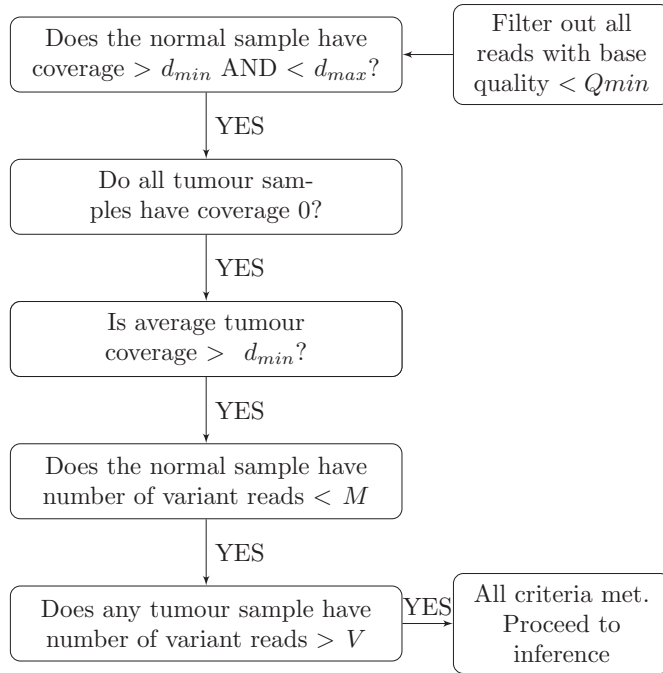 Does the normal sample have
coverage > d_min AND < d_max?
Filter out all
reads with base
quality < Qmin
YES
Do all tumour sam-
ples have coverage 0?
YES
Is average tumour
coverage > d_min?
YES
Does the normal sample have
number of variant reads < M
YES
Does any tumour sample have
number of variant reads > V
YES
All criteria met.
Proceed to
inference